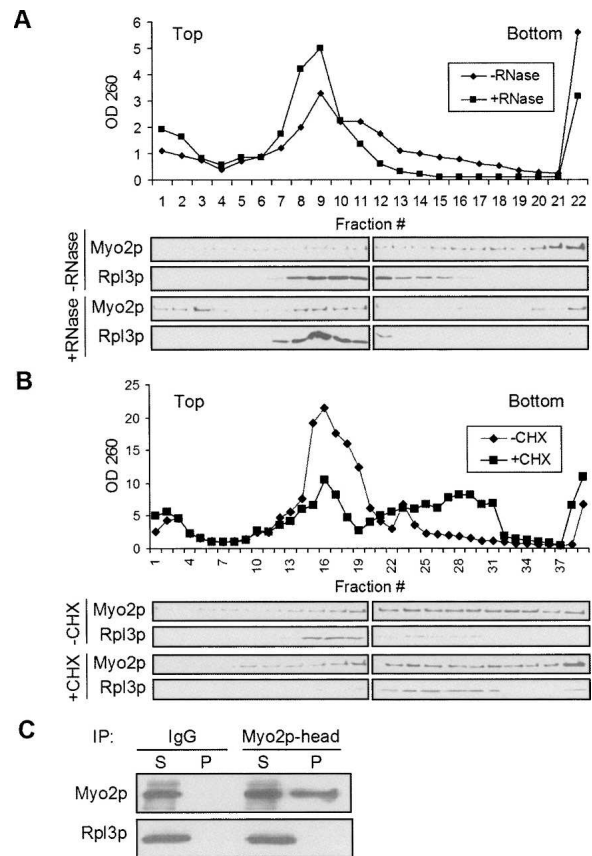 A
Top
Bottom
6
5
4
3
2
1
0
OD 260
-RNase
+RNase
1 2 3 4 5 6 7 8 9 10 11 12 13 14 15 16 17 18 19 20 21 22
Fraction #
-RNase
Myo2p
Rpl3p
+RNase
Myo2p
Rpl3p
B
Top
Bottom
25
20
15
10
5
0
OD 260
-CHX
+CHX
1 4 7 10 13 16 19 22 25 28 31 34 37
Fraction #
-CHX
Myo2p
Rpl3p
+CHX
Myo2p
Rpl3p
C
IP: IgG Myo2p-head
S P S P
Myo2p
Rpl3p